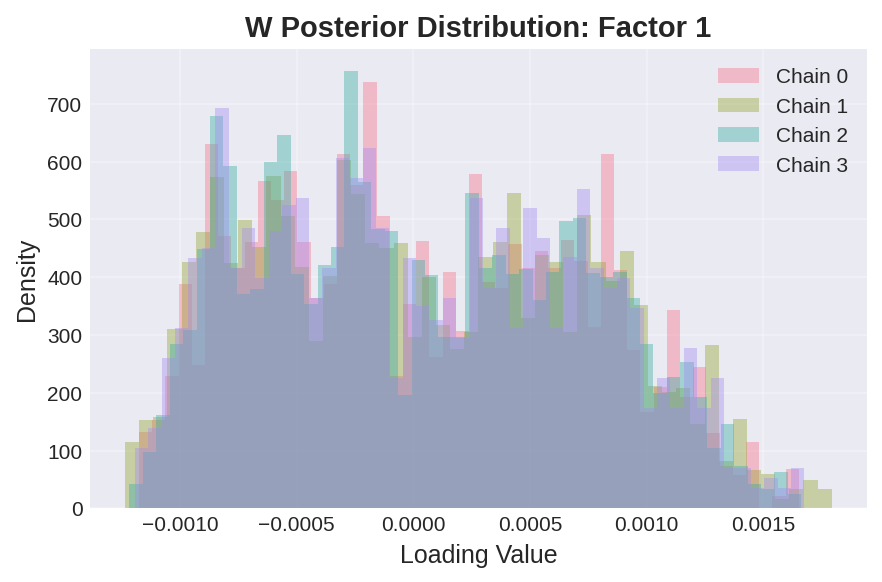 W Posterior Distribution: Factor 1
Chain 0
Chain 1
Chain 2
Chain 3
Density
700
600
500
400
300
200
100
0
−0.0010
−0.0005
0.0000
0.0005
0.0010
0.0015
Loading Value